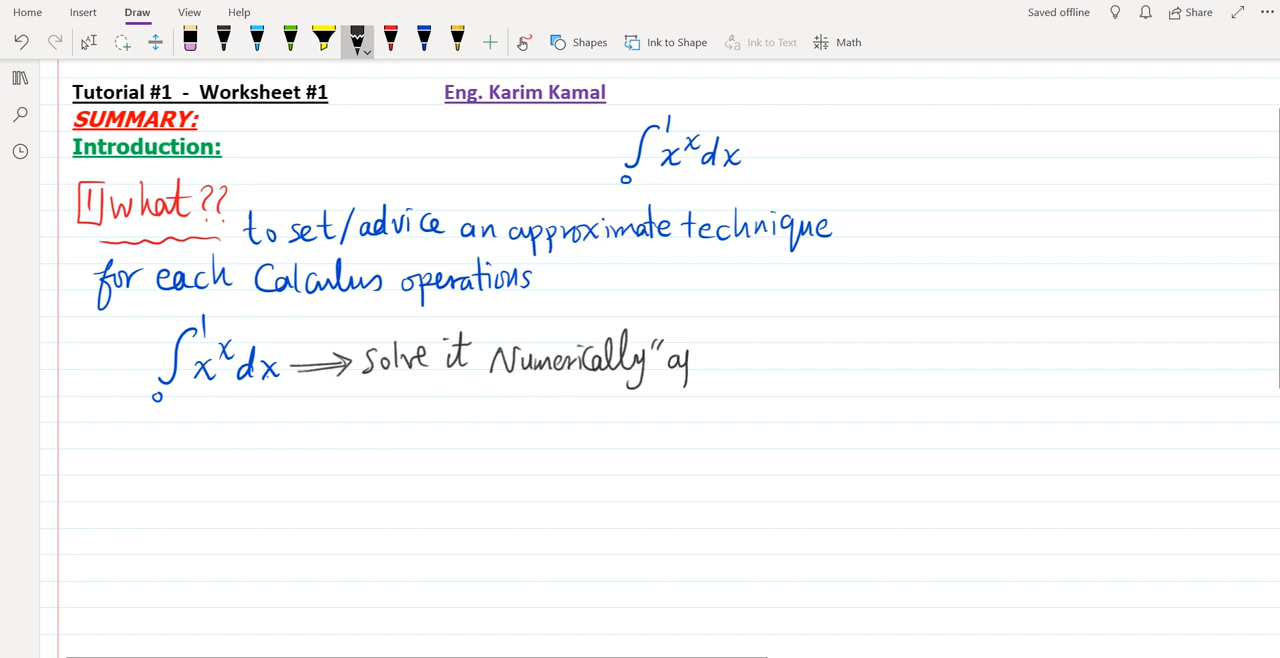 Home Insert Draw View Help Saved offline Share
Shapes Ink to Shape Ink to Text Math
Tutorial #1 - Worksheet #1 Eng. Karim Kamal
SUMMARY:
Introduction:
∫₀¹ xˣ dx
1 What ??
to set/advice an approximate technique
for each Calculus operations
∫₀¹ xˣ dx ⟹ Solve it Numerically "